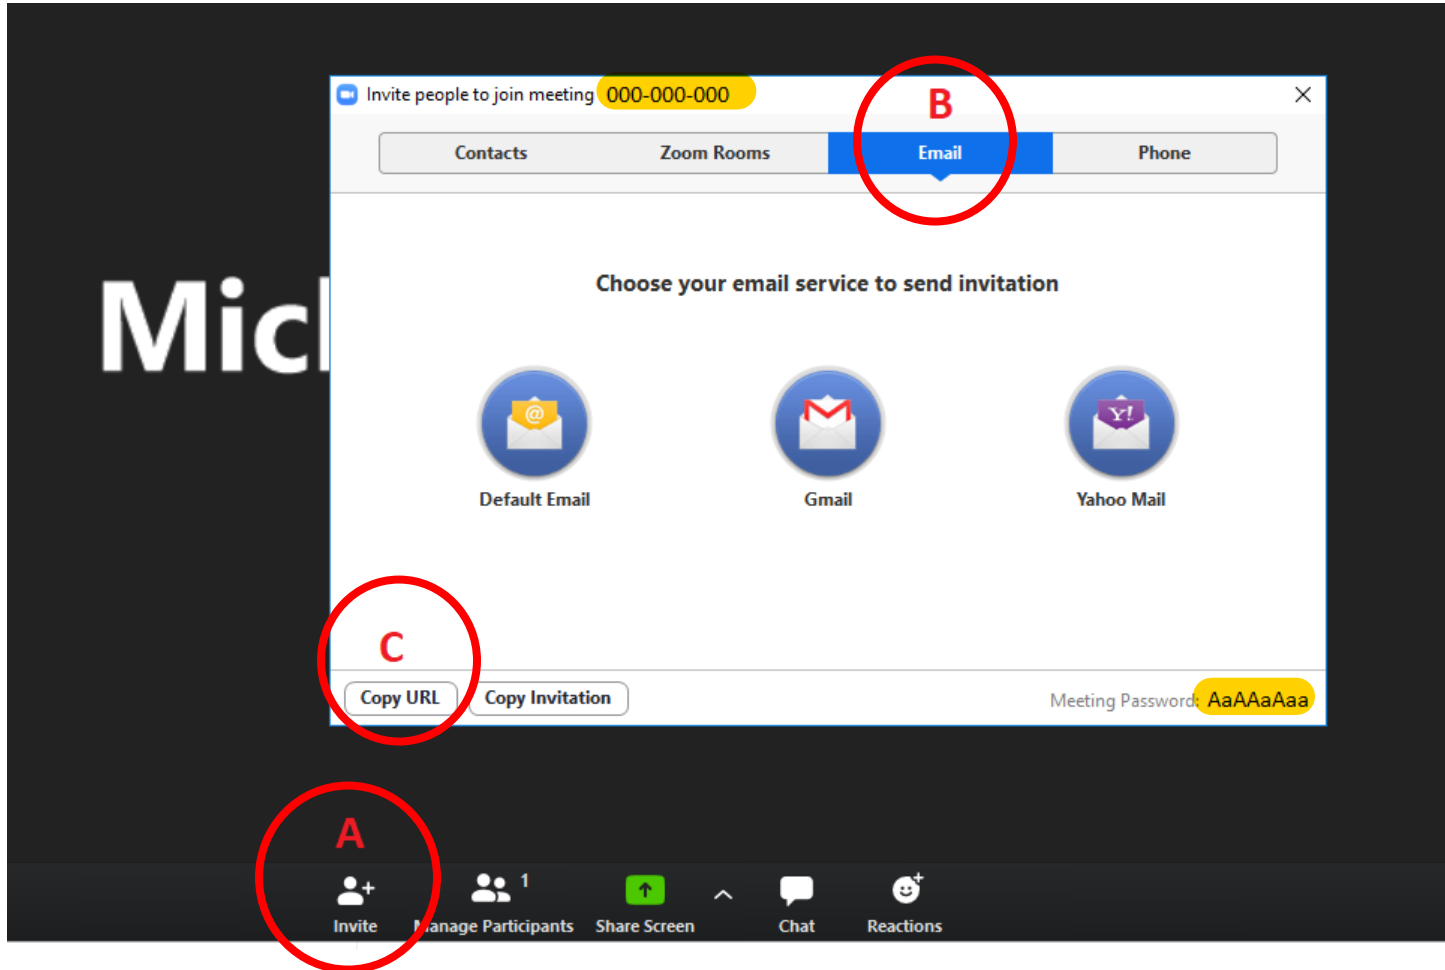 Invite people to join meeting 000-000-000
B
Contacts Zoom Rooms Email Phone
Choose your email service to send invitation
Mic
@ Y!
Default Email Gmail Yahoo Mail
C
Copy URL Copy Invitation Meeting Password: AaAAaAaa
A
1
Invite Manage Participants Share Screen Chat Reactions